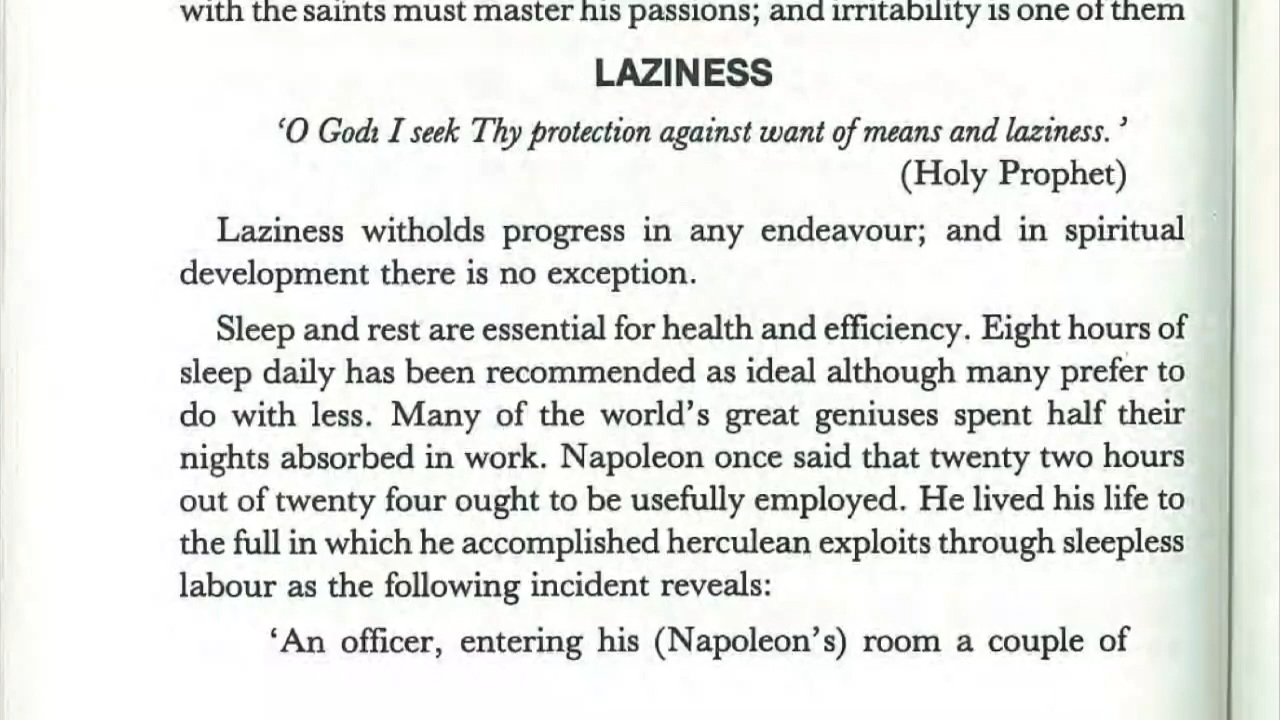 with the saints must master his passions; and irritability is one of them
LAZINESS
‘O God! I seek Thy protection against want of means and laziness.’
(Holy Prophet)
Laziness witholds progress in any endeavour; and in spiritual
development there is no exception.
Sleep and rest are essential for health and efficiency. Eight hours of
sleep daily has been recommended as ideal although many prefer to
do with less. Many of the world’s great geniuses spent half their
nights absorbed in work. Napoleon once said that twenty two hours
out of twenty four ought to be usefully employed. He lived his life to
the full in which he accomplished herculean exploits through sleepless
labour as the following incident reveals:
‘An officer, entering his (Napoleon’s) room a couple of